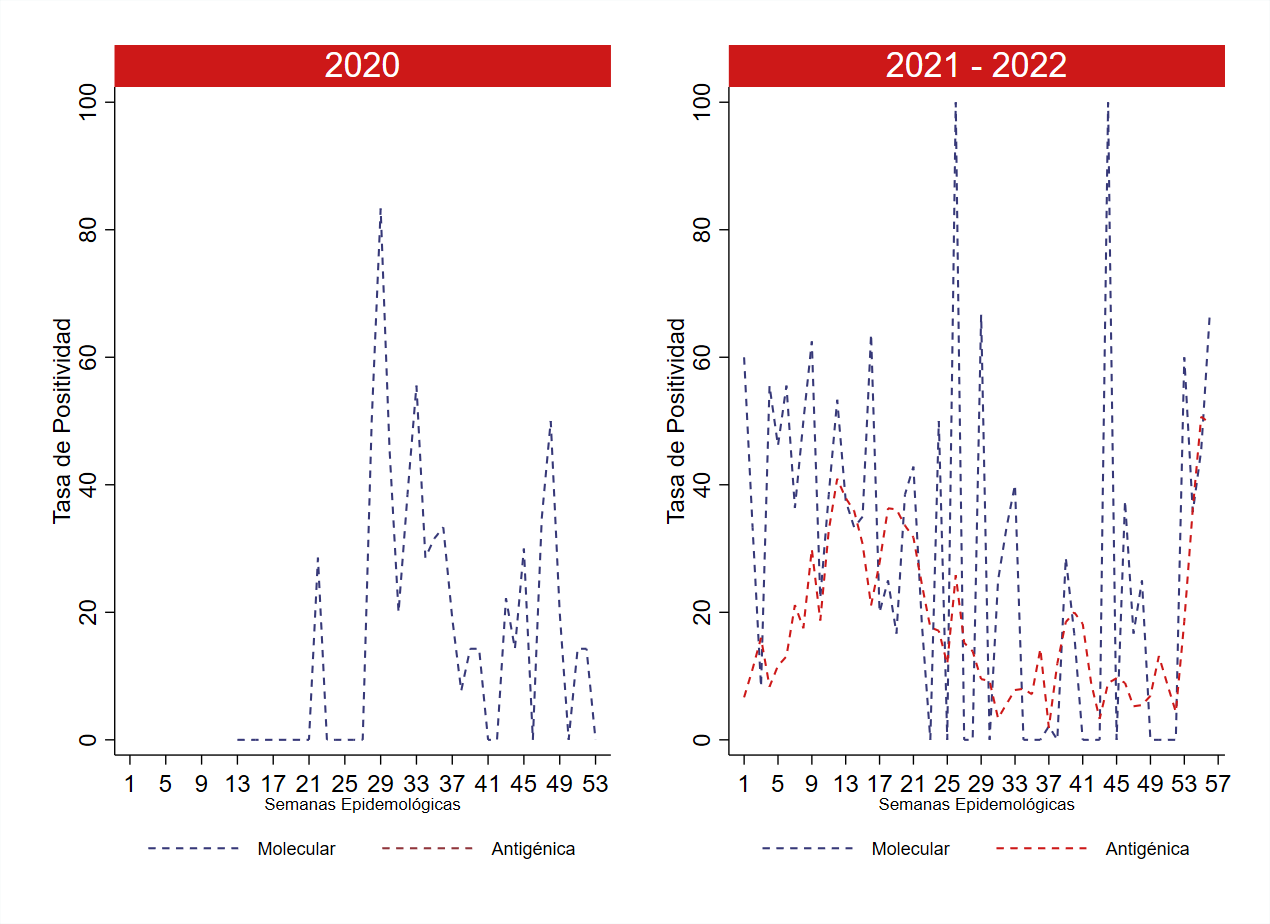 2020
Tasa de Positividad
100
80
60
40
20
0
1 5 9 13 17 21 25 29 33 37 41 45 49 53
Semanas Epidemológicas
Molecular Antigénica
2021 - 2022
Tasa de Positividad
100
80
60
40
20
0
1 5 9 13 17 21 25 29 33 37 41 45 49 53 57
Semanas Epidemológicas
Molecular Antigénica